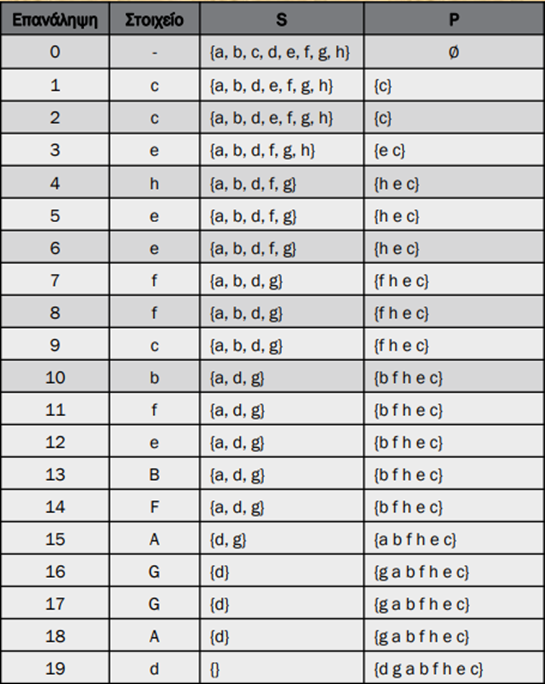 Επανάληψη Στοιχείο S P
0 - {a, b, c, d, e, f, g, h} Ø
1 c {a, b, d, e, f, g, h} {c}
2 c {a, b, d, e, f, g, h} {c}
3 e {a, b, d, f, g, h} {e c}
4 h {a, b, d, f, g} {h e c}
5 e {a, b, d, f, g} {h e c}
6 e {a, b, d, f, g} {h e c}
7 f {a, b, d, g} {f h e c}
8 f {a, b, d, g} {f h e c}
9 c {a, b, d, g} {f h e c}
10 b {a, d, g} {b f h e c}
11 f {a, d, g} {b f h e c}
12 e {a, d, g} {b f h e c}
13 B {a, d, g} {b f h e c}
14 F {a, d, g} {b f h e c}
15 A {d, g} {a b f h e c}
16 G {d} {g a b f h e c}
17 G {d} {g a b f h e c}
18 A {d} {g a b f h e c}
19 d {} {d g a b f h e c}